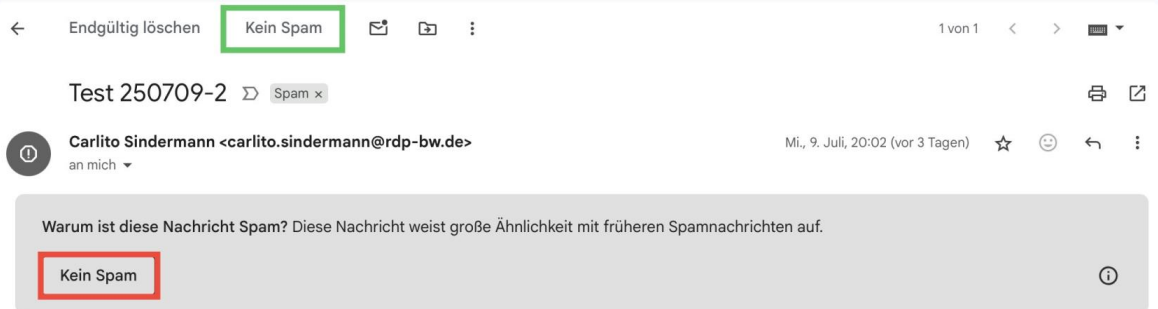 Endgültig löschen Kein Spam 1 von 1
Test 250709-2 Spam ×
Carlito Sindermann <carlito.sindermann@rdp-bw.de> Mi., 9. Juli, 20:02 (vor 3 Tagen)
an mich
Warum ist diese Nachricht Spam? Diese Nachricht weist große Ähnlichkeit mit früheren Spamnachrichten auf.
Kein Spam